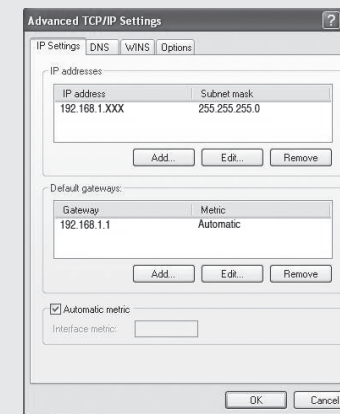 Advanced TCP/IP Settings ?
IP Settings DNS WINS Options
IP addresses
IP address Subnet mask
192.168.1.XXX 255.255.255.0
Add... Edit... Remove
Default gateways:
Gateway Metric
192.168.1.1 Automatic
Add... Edit... Remove
Automatic metric
Interface metric:
OK Cancel